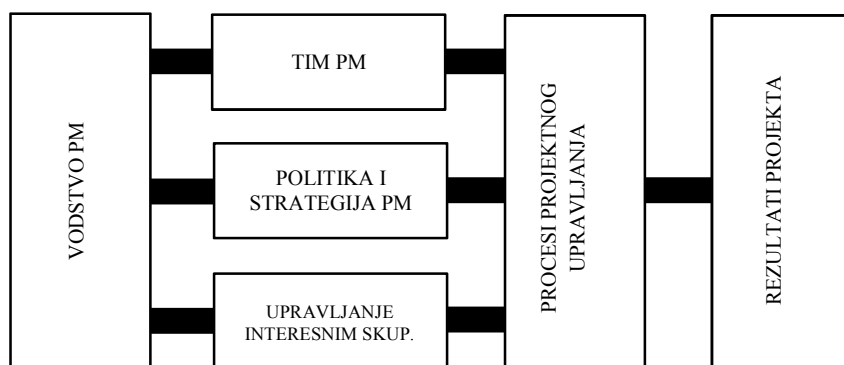 VODSTVO PM
TIM PM
POLITIKA I
STRATEGIJA PM
UPRAVLJANJE
INTERESNIM SKUP.
PROCESI PROJEKTNOG
UPRAVLJANJA
REZULTATI PROJEKTA